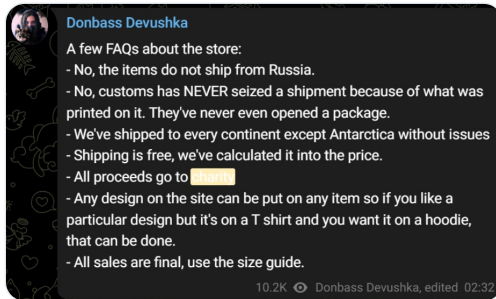 Donbass Devushka
A few FAQs about the store:
- No, the items do not ship from Russia.
- No, customs has NEVER seized a shipment because of what was
printed on it. They've never even opened a package.
- We've shipped to every continent except Antarctica without issues
- Shipping is free, we've calculated it into the price.
- All proceeds go to charity
- Any design on the site can be put on any item so if you like a
particular design but it's on a T shirt and you want it on a hoodie,
that can be done.
- All sales are final, use the size guide.
10.2K Donbass Devushka, edited 02:32